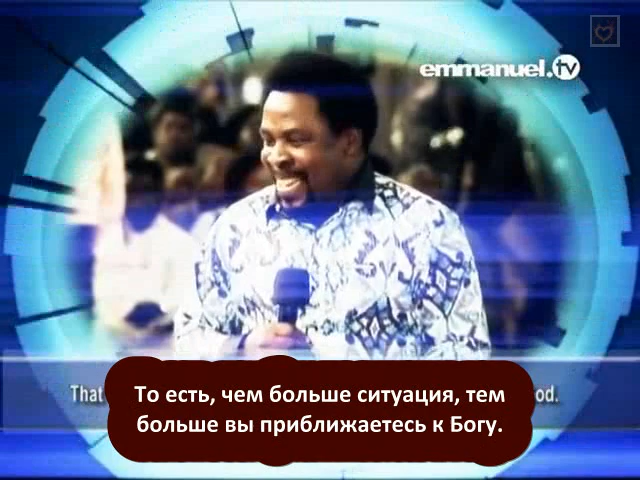 emmanuel.tv
That
od.
То есть, чем больше ситуация, тем
больше вы приближаетесь к Богу.